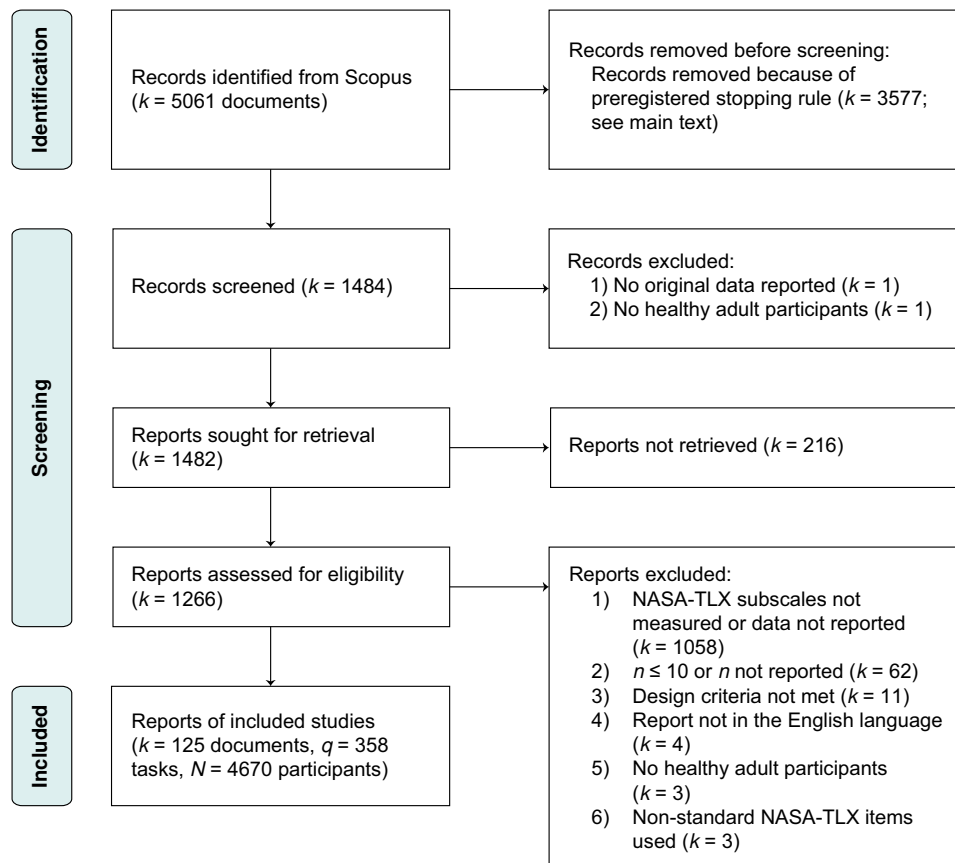 Identification
Records identified from Scopus
(k = 5061 documents)
Records removed before screening:
Records removed because of
preregistered stopping rule (k = 3577;
see main text)
Screening
Records screened (k = 1484)
Records excluded:
1) No original data reported (k = 1)
2) No healthy adult participants (k = 1)
Reports sought for retrieval
(k = 1482)
Reports not retrieved (k = 216)
Reports assessed for eligibility
(k = 1266)
Reports excluded:
1) NASA-TLX subscales not
measured or data not reported
(k = 1058)
2) n ≤ 10 or n not reported (k = 62)
3) Design criteria not met (k = 11)
4) Report not in the English language
(k = 4)
5) No healthy adult participants
(k = 3)
6) Non-standard NASA-TLX items
used (k = 3)
Included
Reports of included studies
(k = 125 documents, q = 358
tasks, N = 4670 participants)